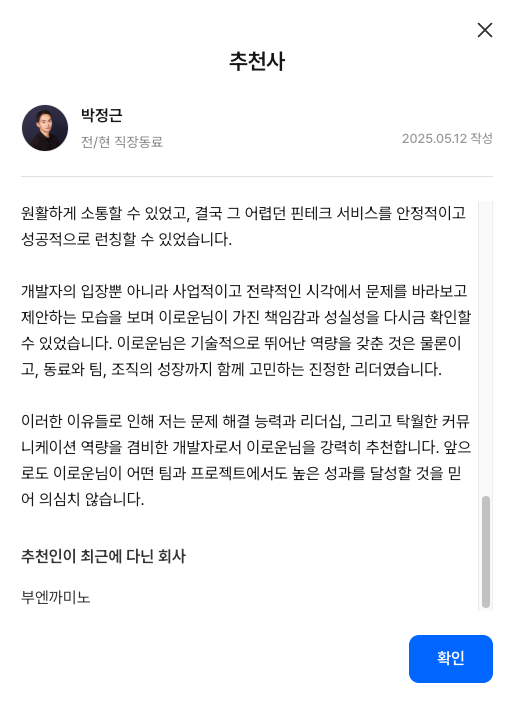 추천사
박정근
전/현 직장동료
2025.05.12 작성
원활하게 소통할 수 있었고, 결국 그 어렵던 핀테크 서비스를 안정적이고
성공적으로 런칭할 수 있었습니다.
개발자의 입장뿐 아니라 사업적이고 전략적인 시각에서 문제를 바라보고
제안하는 모습을 보며 이로운님이 가진 책임감과 성실성을 다시금 확인할
수 있었습니다. 이로운님은 기술적으로 뛰어난 역량을 갖춘 것은 물론이
고, 동료와 팀, 조직의 성장까지 함께 고민하는 진정한 리더였습니다.
이러한 이유들로 인해 저는 문제 해결 능력과 리더십, 그리고 탁월한 커뮤
니케이션 역량을 겸비한 개발자로서 이로운님을 강력히 추천합니다. 앞으
로도 이로운님이 어떤 팀과 프로젝트에서도 높은 성과를 달성할 것을 믿
어 의심치 않습니다.
추천인이 최근에 다닌 회사
부엔까미노
확인